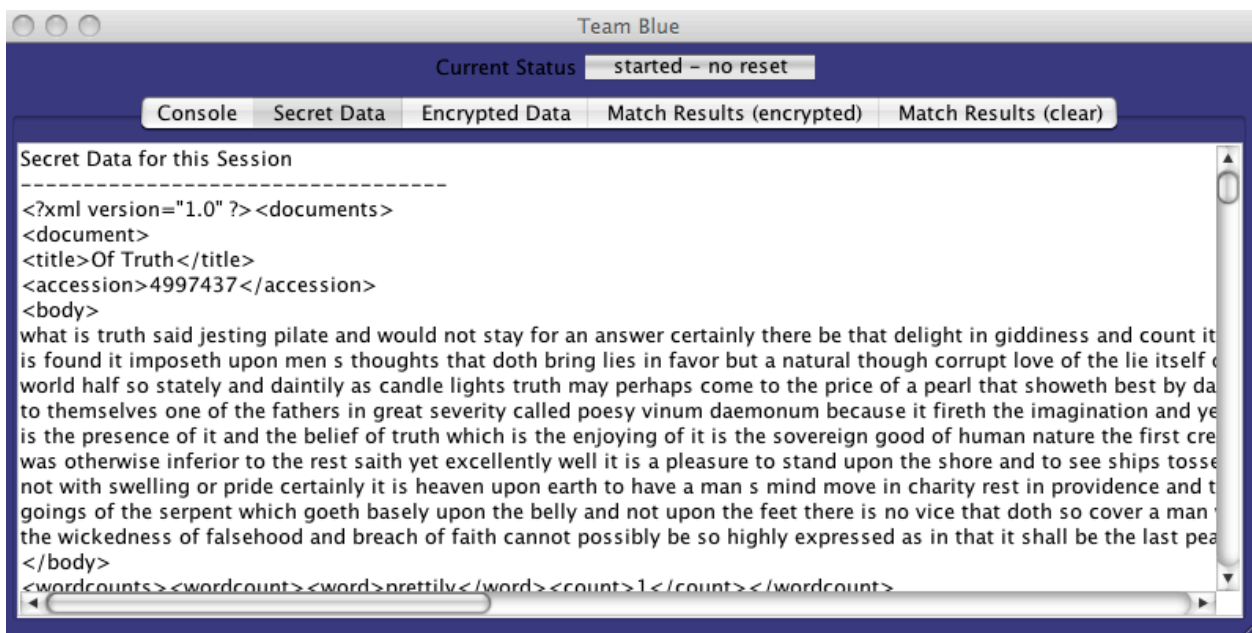 Team Blue
Current Status started – no reset
Console Secret Data Encrypted Data Match Results (encrypted) Match Results (clear)
Secret Data for this Session
----------------------------------
<?xml version="1.0" ?><documents>
<document>
<title>Of Truth</title>
<accession>4997437</accession>
<body>
what is truth said jesting pilate and would not stay for an answer certainly there be that delight in giddiness and count it
is found it imposeth upon men s thoughts that doth bring lies in favor but a natural though corrupt love of the lie itself
world half so stately and daintily as candle lights truth may perhaps come to the price of a pearl that showeth best by da
to themselves one of the fathers in great severity called poesy vinum daemonum because it fireth the imagination and ye
is the presence of it and the belief of truth which is the enjoying of it is the sovereign good of human nature the first cre
was otherwise inferior to the rest saith yet excellently well it is a pleasure to stand upon the shore and to see ships tosse
not with swelling or pride certainly it is heaven upon earth to have a man s mind move in charity rest in providence and t
goings of the serpent which goeth basely upon the belly and not upon the feet there is no vice that doth so cover a man
the wickedness of falsehood and breach of faith cannot possibly be so highly expressed as in that it shall be the last pea
</body>
<wordcounts><wordcount><word>prettily</word><count>1</count></wordcount>